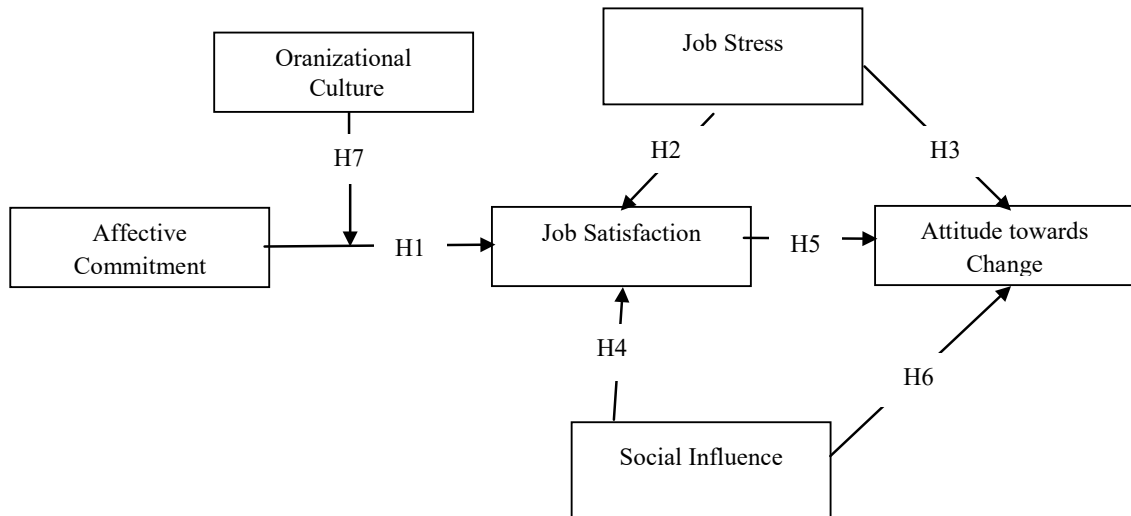 Oranizational
Culture
Job Stress
H7
H2
H3
Affective
Commitment
H1
Job Satisfaction
H5
Attitude towards
Change
H4
H6
Social Influence